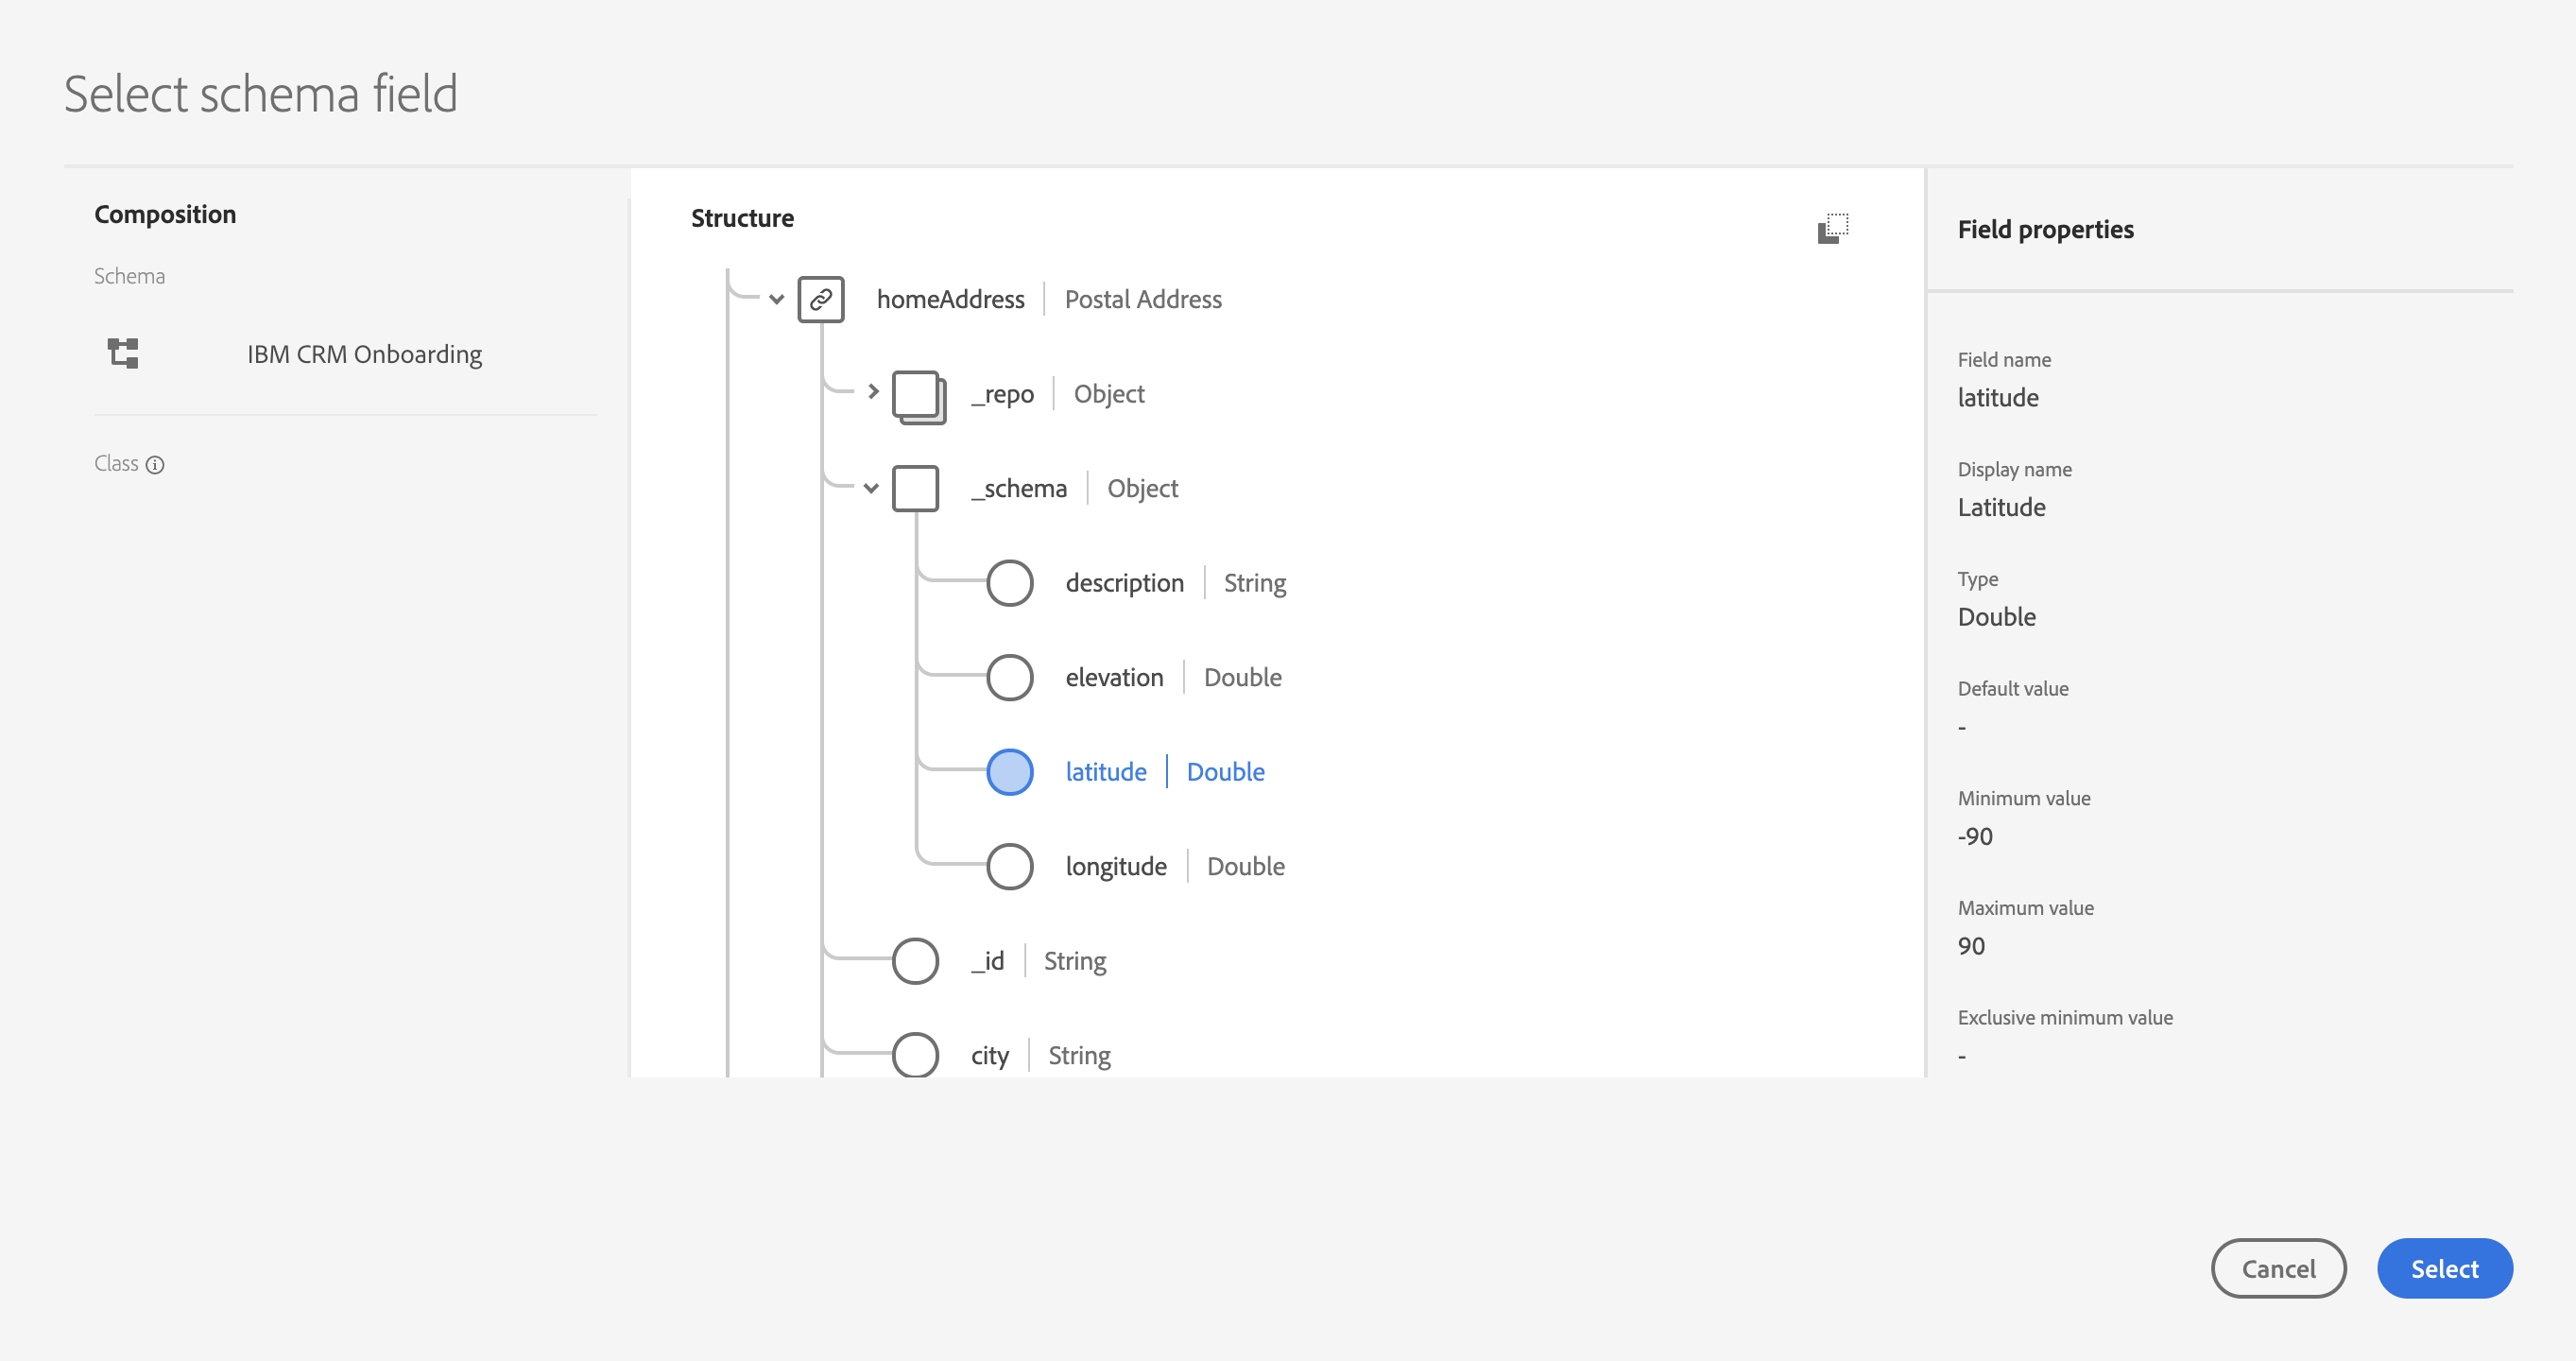 Select schema field
Composition
Schema
IBM CRM Onboarding
Class
Structure
homeAddress Postal Address
_repo Object
_schema Object
description String
elevation Double
latitude Double
longitude Double
_id String
city String
Field properties
Field name
latitude
Display name
Latitude
Type
Double
Default value
-
Minimum value
-90
Maximum value
90
Exclusive minimum value
-
Cancel Select